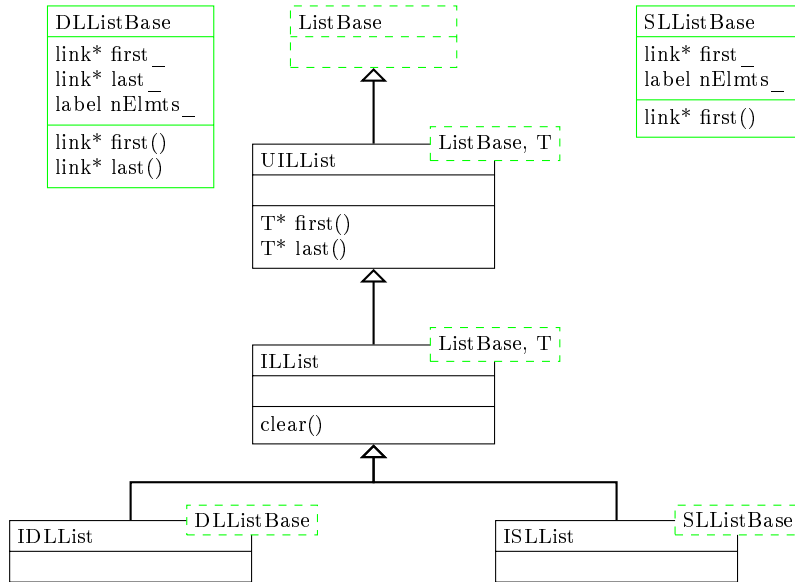 DLListBase
link* first_
link* last_
label nElmts_
link* first()
link* last()
ListBase
SLListBase
link* first_
label nElmts_
link* first()
ListBase, T
UILList
T* first()
T* last()
ListBase, T
ILList
clear()
DLListBase
IDLList
SLListBase
ISLList